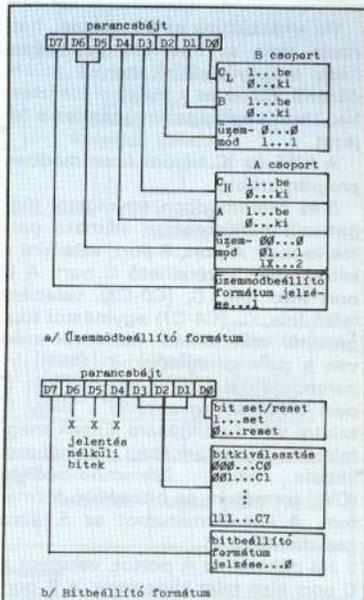 parancsbájt
D7 D6 D5 D4 D3 D2 D1 DØ
B csoport
CL 1...be
Ø...ki
B 1...be
Ø...ki
üzem- Ø...Ø
mód 1...1
A csoport
CH 1...be
Ø...ki
A 1...be
Ø...ki
üzem- ØØ...Ø
mód Ø1...1
1X...2
üzemmódbeállító
formátum jelzé-
se...1
a/ Üzemmódbeállító formátum
parancsbájt
D7 D6 D5 D4 D3 D2 D1 DØ
bit set/reset
1...set
Ø...reset
X X X
jelentés
nélküli
bitek
bitkiválasztás
ØØØ...CØ
ØØ1...C1
⋮
111...C7
bitbeállító
formátum
jelzése...Ø
b/ Bitbeállító formátum